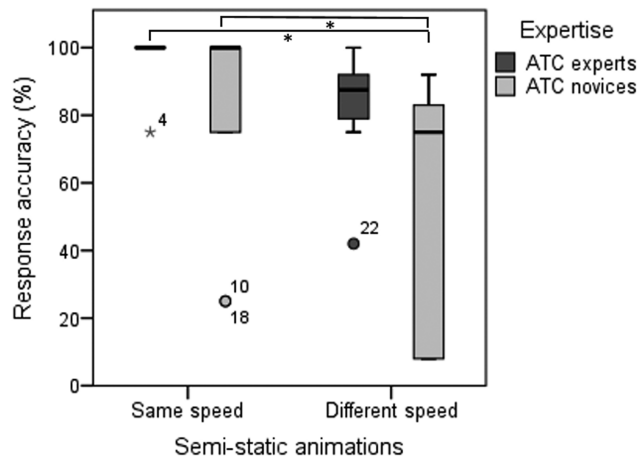 Expertise
ATC experts
ATC novices
Response accuracy (%)
100
80
60
40
20
0
*
*
4
10
18
22
Same speed
Different speed
Semi-static animations